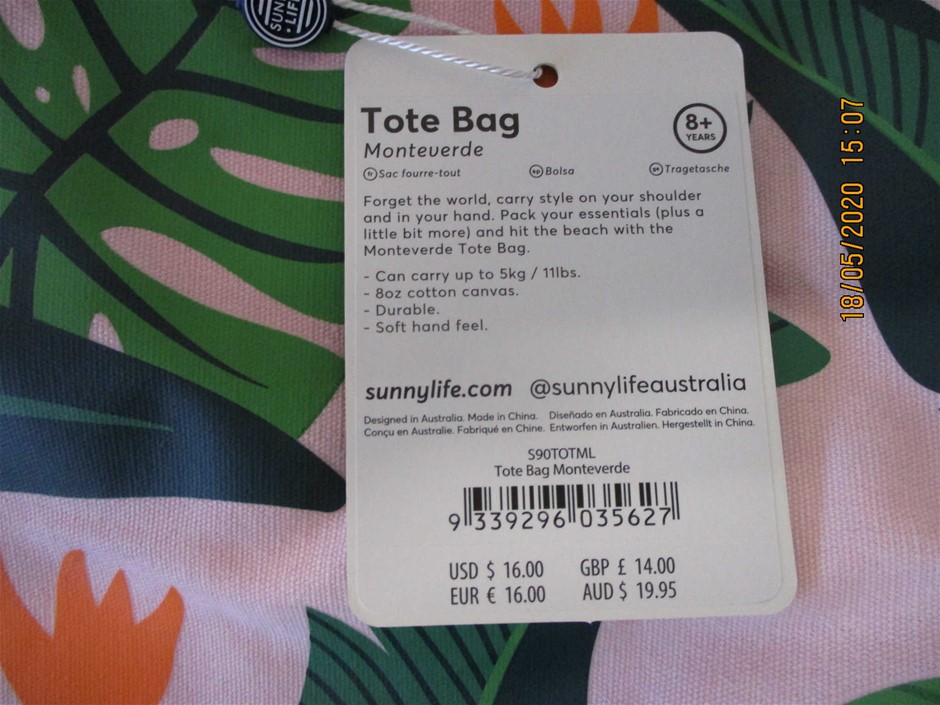 SUNNY
LIFE
Tote Bag
8+
YEARS
Monteverde
fr Sac fourre-tout
sp Bolsa
ge Tragetasche
Forget the world, carry style on your shoulder
and in your hand. Pack your essentials (plus a
little bit more) and hit the beach with the
Monteverde Tote Bag.
- Can carry up to 5kg / 11lbs.
- 8oz cotton canvas.
- Durable.
- Soft hand feel.
sunnylife.com @sunnylifeaustralia
Designed in Australia. Made in China. Diseñado en Australia. Fabricado en China.
Conçu en Australie. Fabriqué en Chine. Entworfen in Australien. Hergestellt in China.
S90TOTML
Tote Bag Monteverde
9 339296 035627
USD $ 16.00 GBP £ 14.00
EUR € 16.00 AUD $ 19.95
18/05/2020 15:07